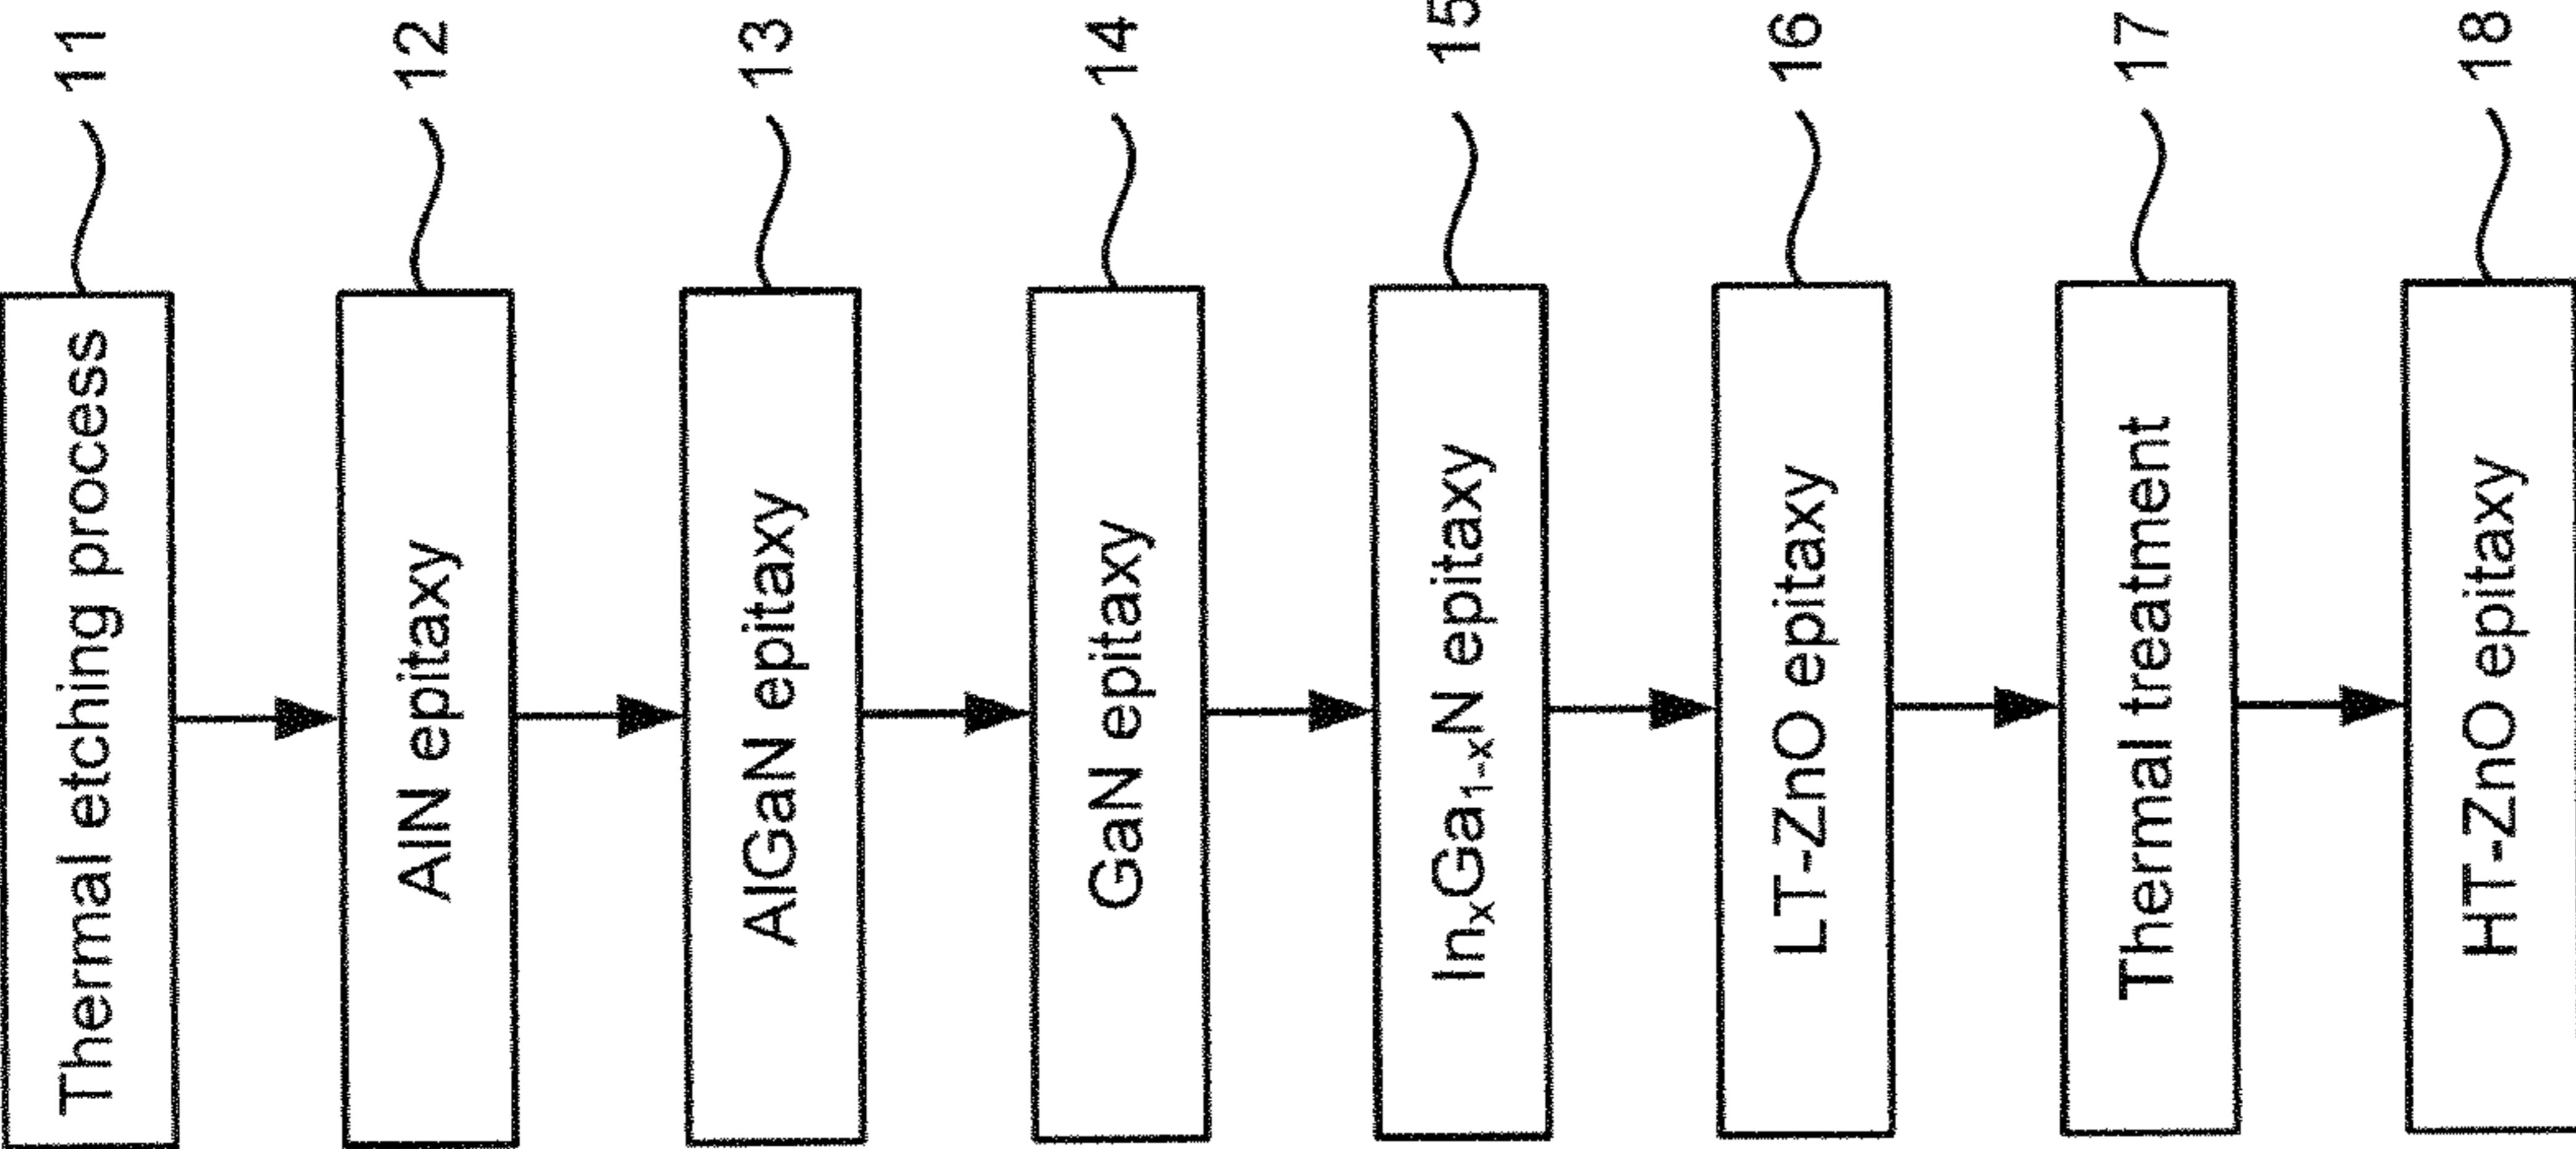 Thermal etching process 11
AlN epitaxy 12
AlGaN epitaxy 13
GaN epitaxy 14
InₓGa₁₋ₓN epitaxy 15
LT-ZnO epitaxy 16
Thermal treatment 17
HT-ZnO epitaxy 18